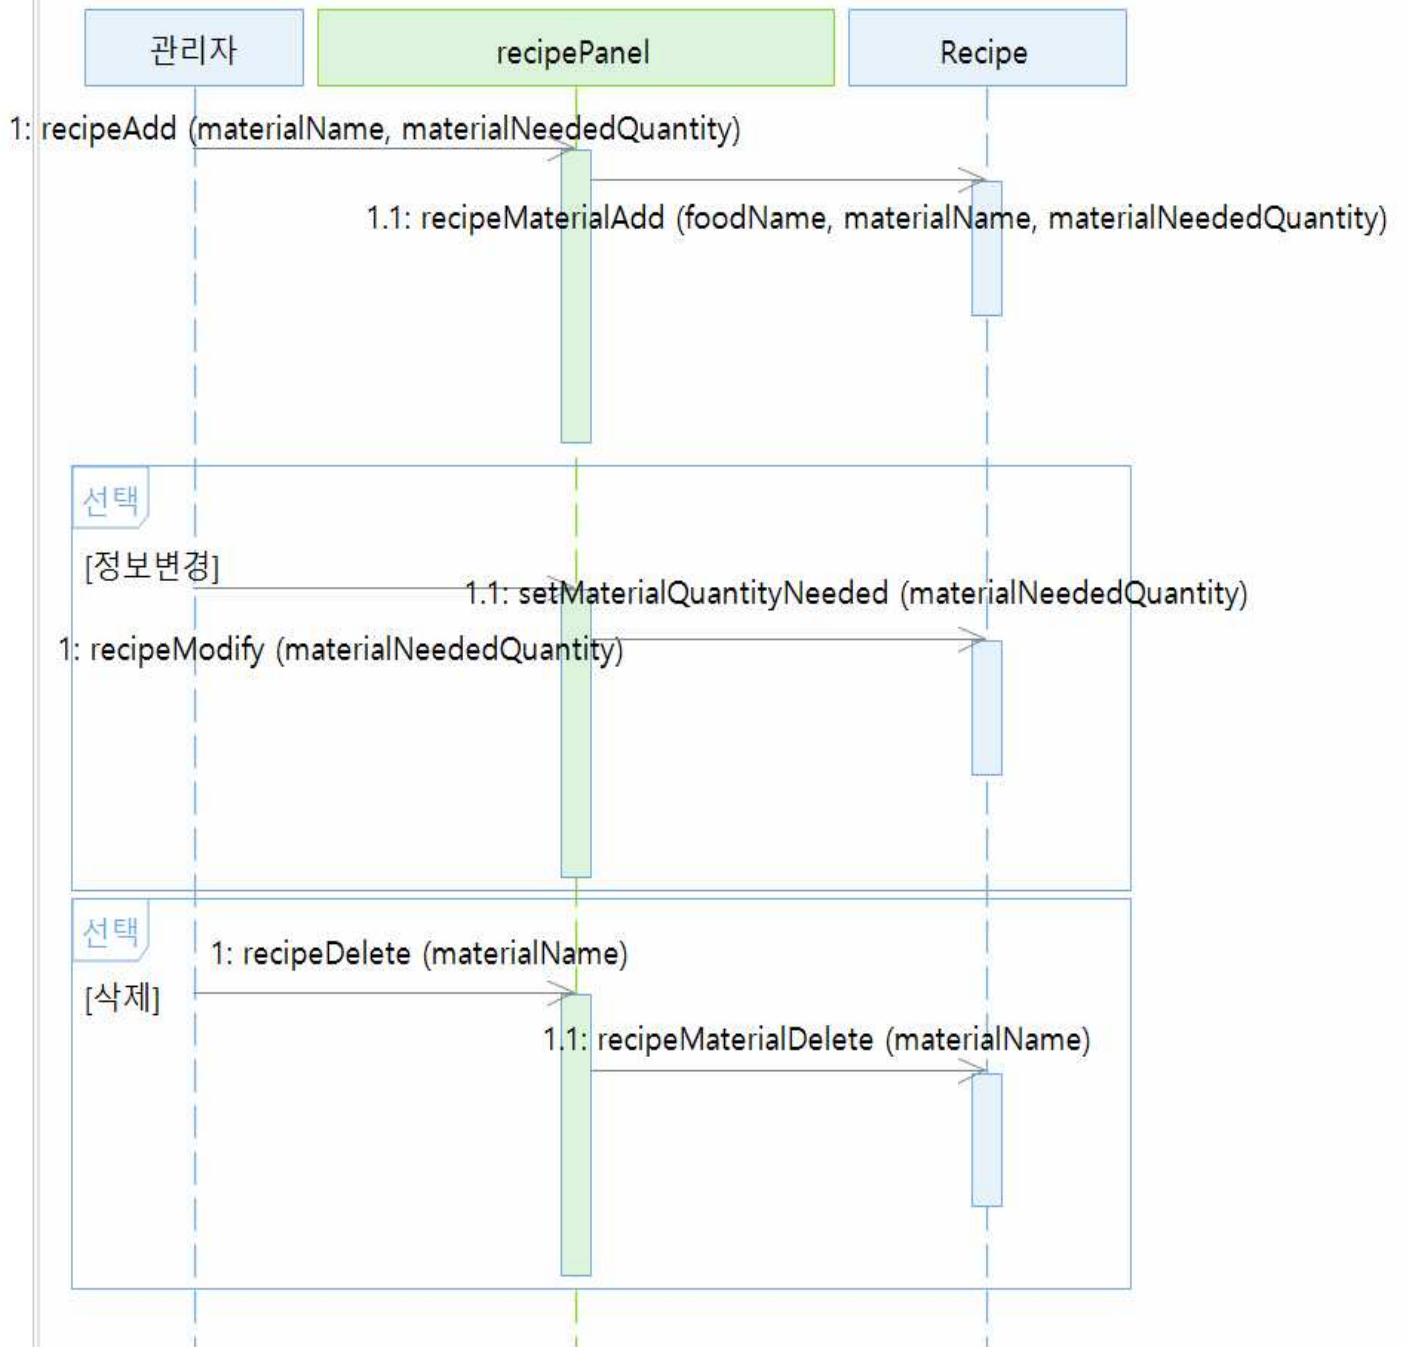 관리자
recipePanel
Recipe
1: recipeAdd (materialName, materialNeededQuantity)
1.1: recipeMaterialAdd (foodName, materialName, materialNeededQuantity)
선택
[정보변경]
1.1: setMaterialQuantityNeeded (materialNeededQuantity)
1: recipeModify (materialNeededQuantity)
선택
1: recipeDelete (materialName)
[삭제]
1.1: recipeMaterialDelete (materialName)